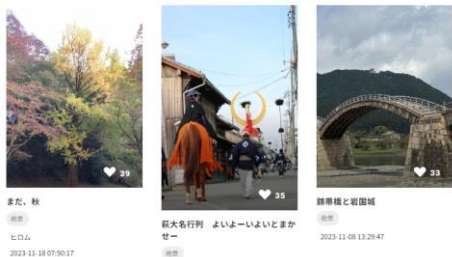 39
まだ、秋
絶景
ヒロム
2023-11-18 07:50:17
35
萩大名行列 よいよーいよいとまか
せー
絶景
33
錦帯橋と岩国城
絶景
2023-11-08 13:29:47